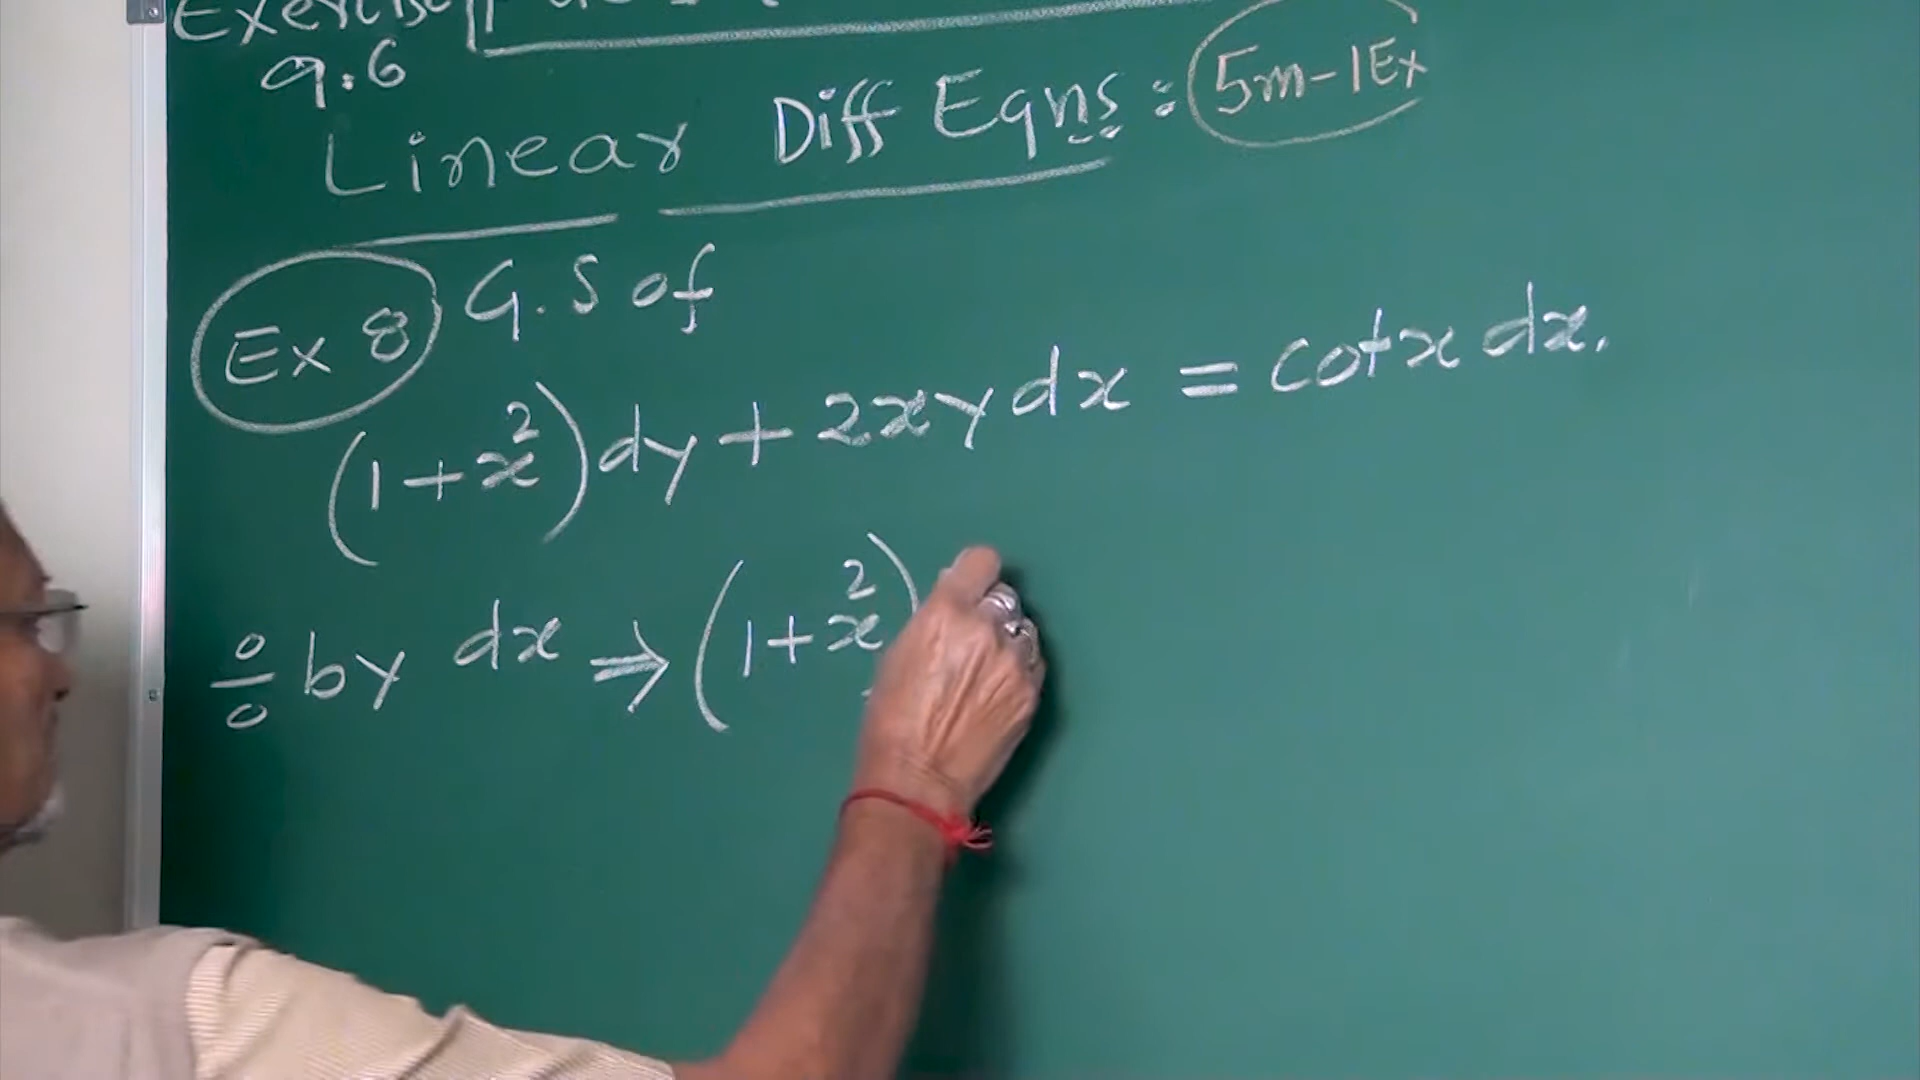 Exercise
9.6
Linear Diff Eqns : 5m-1Ex
Ex 8 G.S of
(1+x²)dy + 2xy dx = cotx dx.
÷ by dx ⇒ (1+x²)